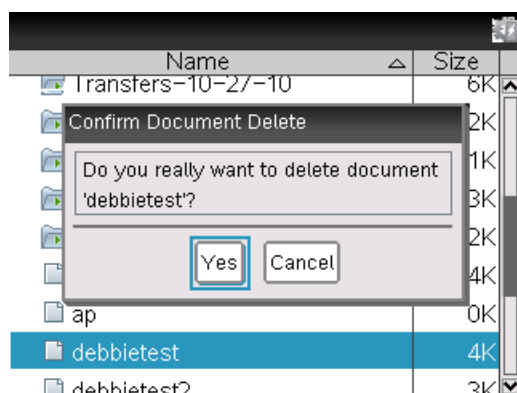 Name Size
Transfers-10-27-10 6K
Confirm Document Delete 2K
1K
Do you really want to delete document
'debbietest'?
3K
2K
Yes Cancel
4K
ap 0K
debbietest 4K
debbietest2 3K